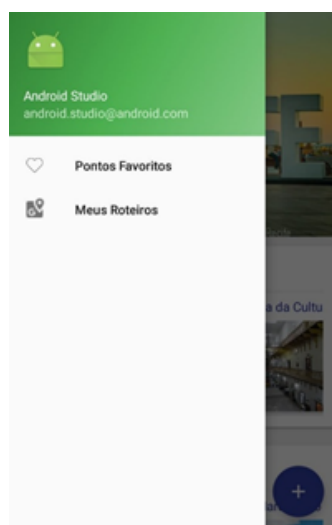 Android Studio
android.studio@android.com
Pontos Favoritos
Meus Roteiros
a da Cultu